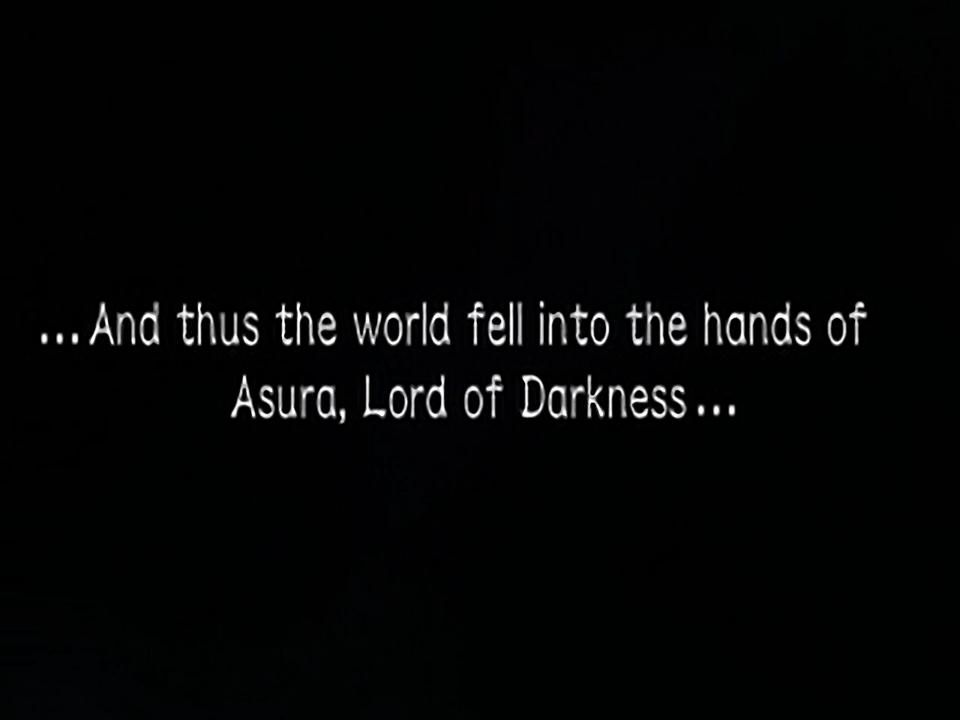 ...And thus the world fell into the hands of
Asura, Lord of Darkness...